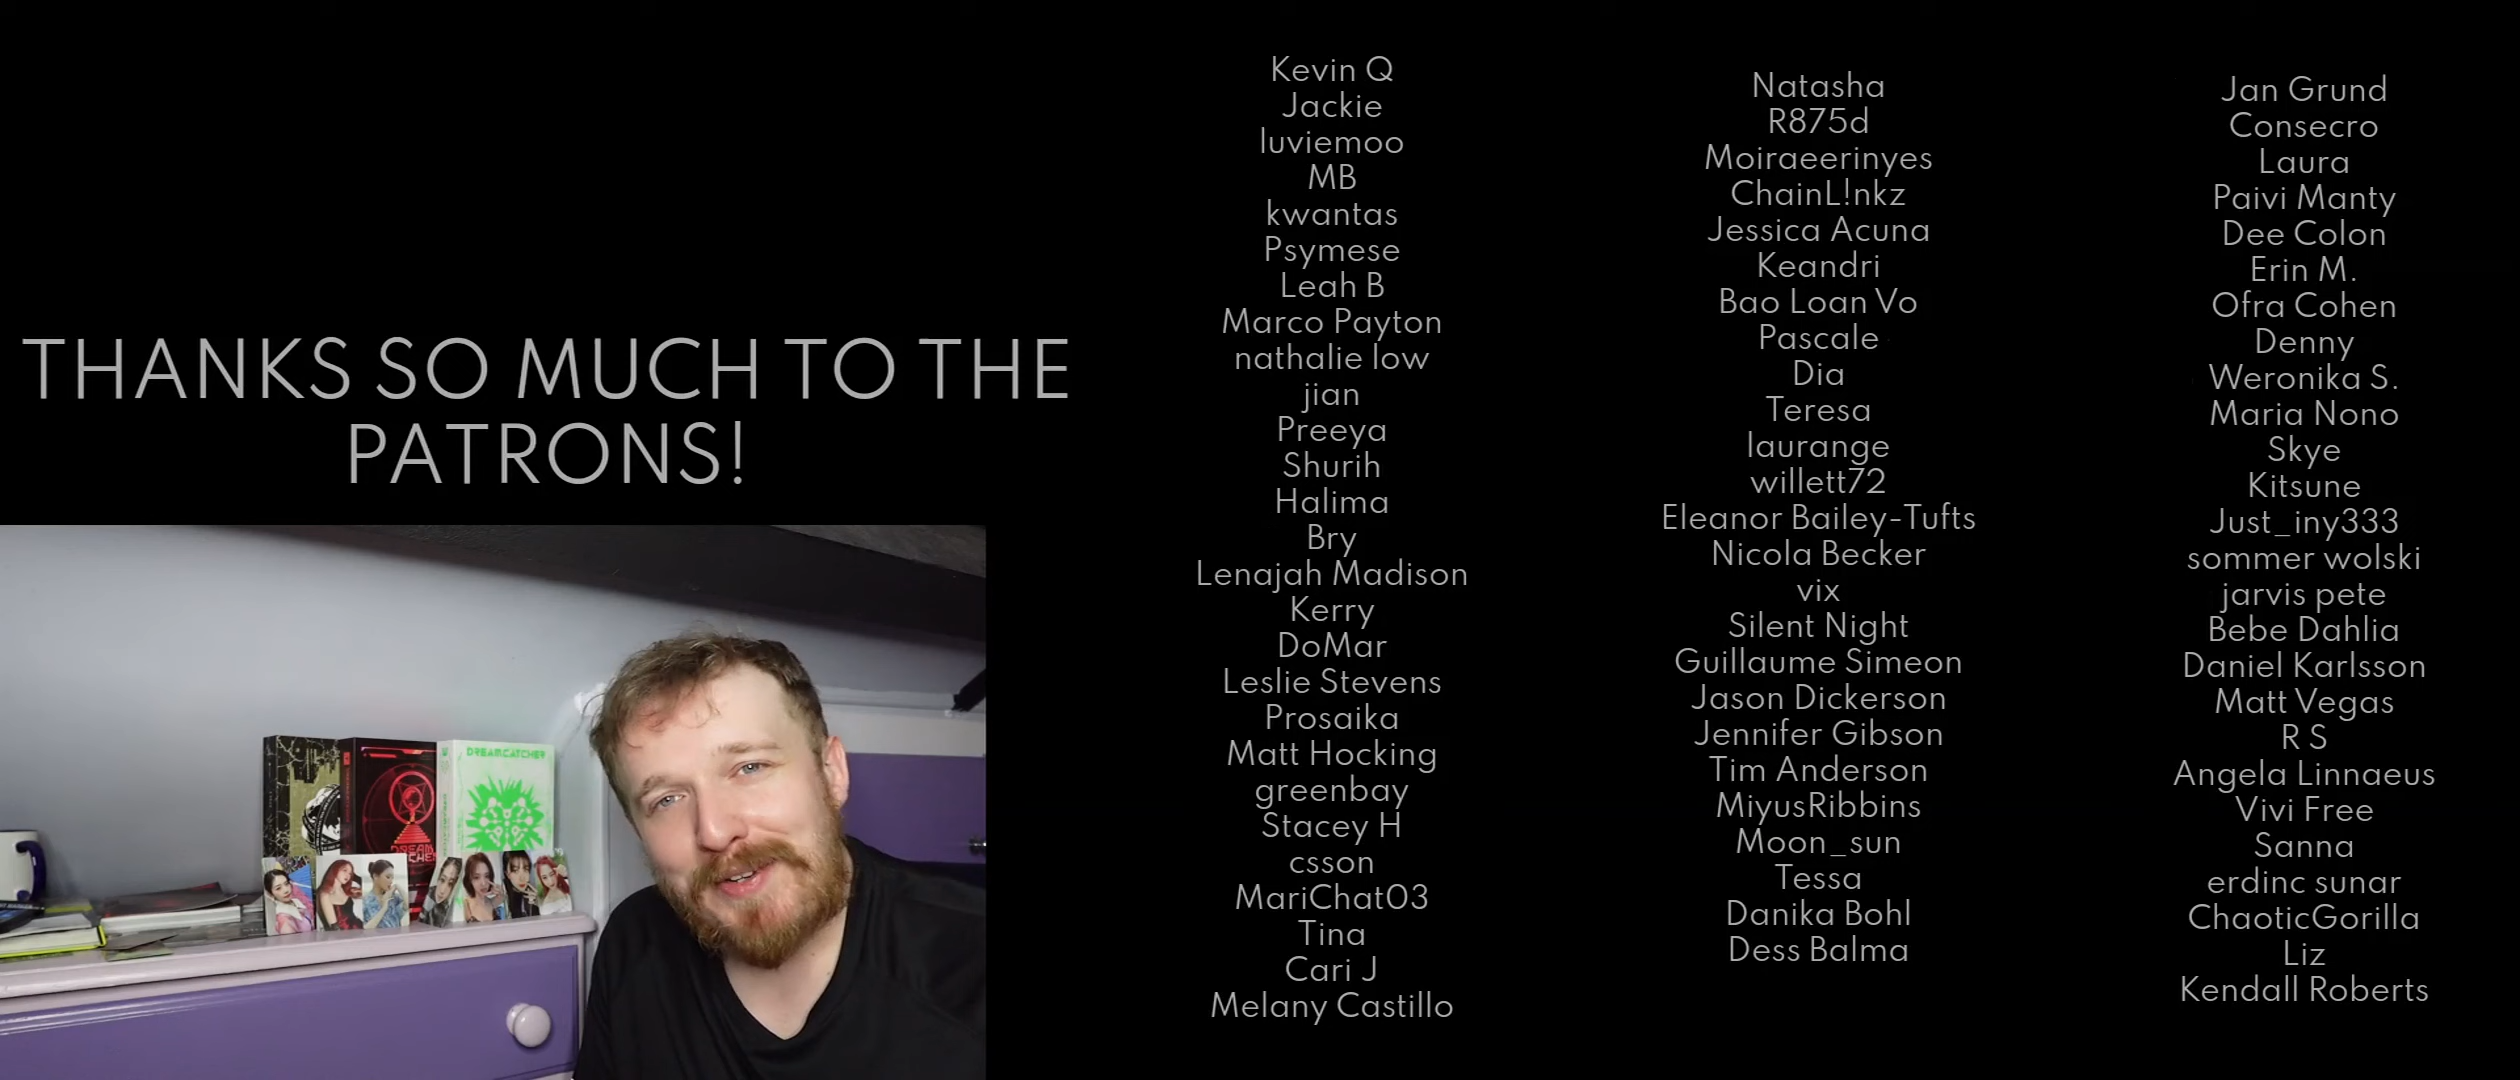 THANKS SO MUCH TO THE
PATRONS!
DREAMCATCHER
DREAM
Kevin Q
Jackie
luviemoo
MB
kwantas
Psymese
Leah B
Marco Payton
nathalie low
jian
Preeya
Shurih
Halima
Bry
Lenajah Madison
Kerry
DoMar
Leslie Stevens
Prosaika
Matt Hocking
greenbay
Stacey H
csson
MariChat03
Tina
Cari J
Melany Castillo
Natasha
R875d
Moiraeerinyes
ChainL!nkz
Jessica Acuna
Keandri
Bao Loan Vo
Pascale
Dia
Teresa
laurange
willett72
Eleanor Bailey-Tufts
Nicola Becker
vix
Silent Night
Guillaume Simeon
Jason Dickerson
Jennifer Gibson
Tim Anderson
MiyusRibbins
Moon_sun
Tessa
Danika Bohl
Dess Balma
Jan Grund
Consecro
Laura
Paivi Manty
Dee Colon
Erin M.
Ofra Cohen
Denny
Weronika S.
Maria Nono
Skye
Kitsune
Just_iny333
sommer wolski
jarvis pete
Bebe Dahlia
Daniel Karlsson
Matt Vegas
R S
Angela Linnaeus
Vivi Free
Sanna
erdinc sunar
ChaoticGorilla
Liz
Kendall Roberts